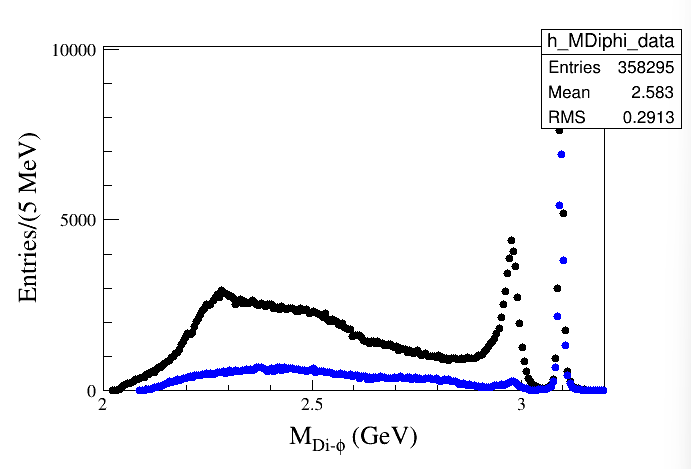 h_MDiphi_data
Entries 358295
Mean 2.583
RMS 0.2913
10000
5000
0
Entries/(5 MeV)
2 2.5 3
M_Di-ϕ (GeV)